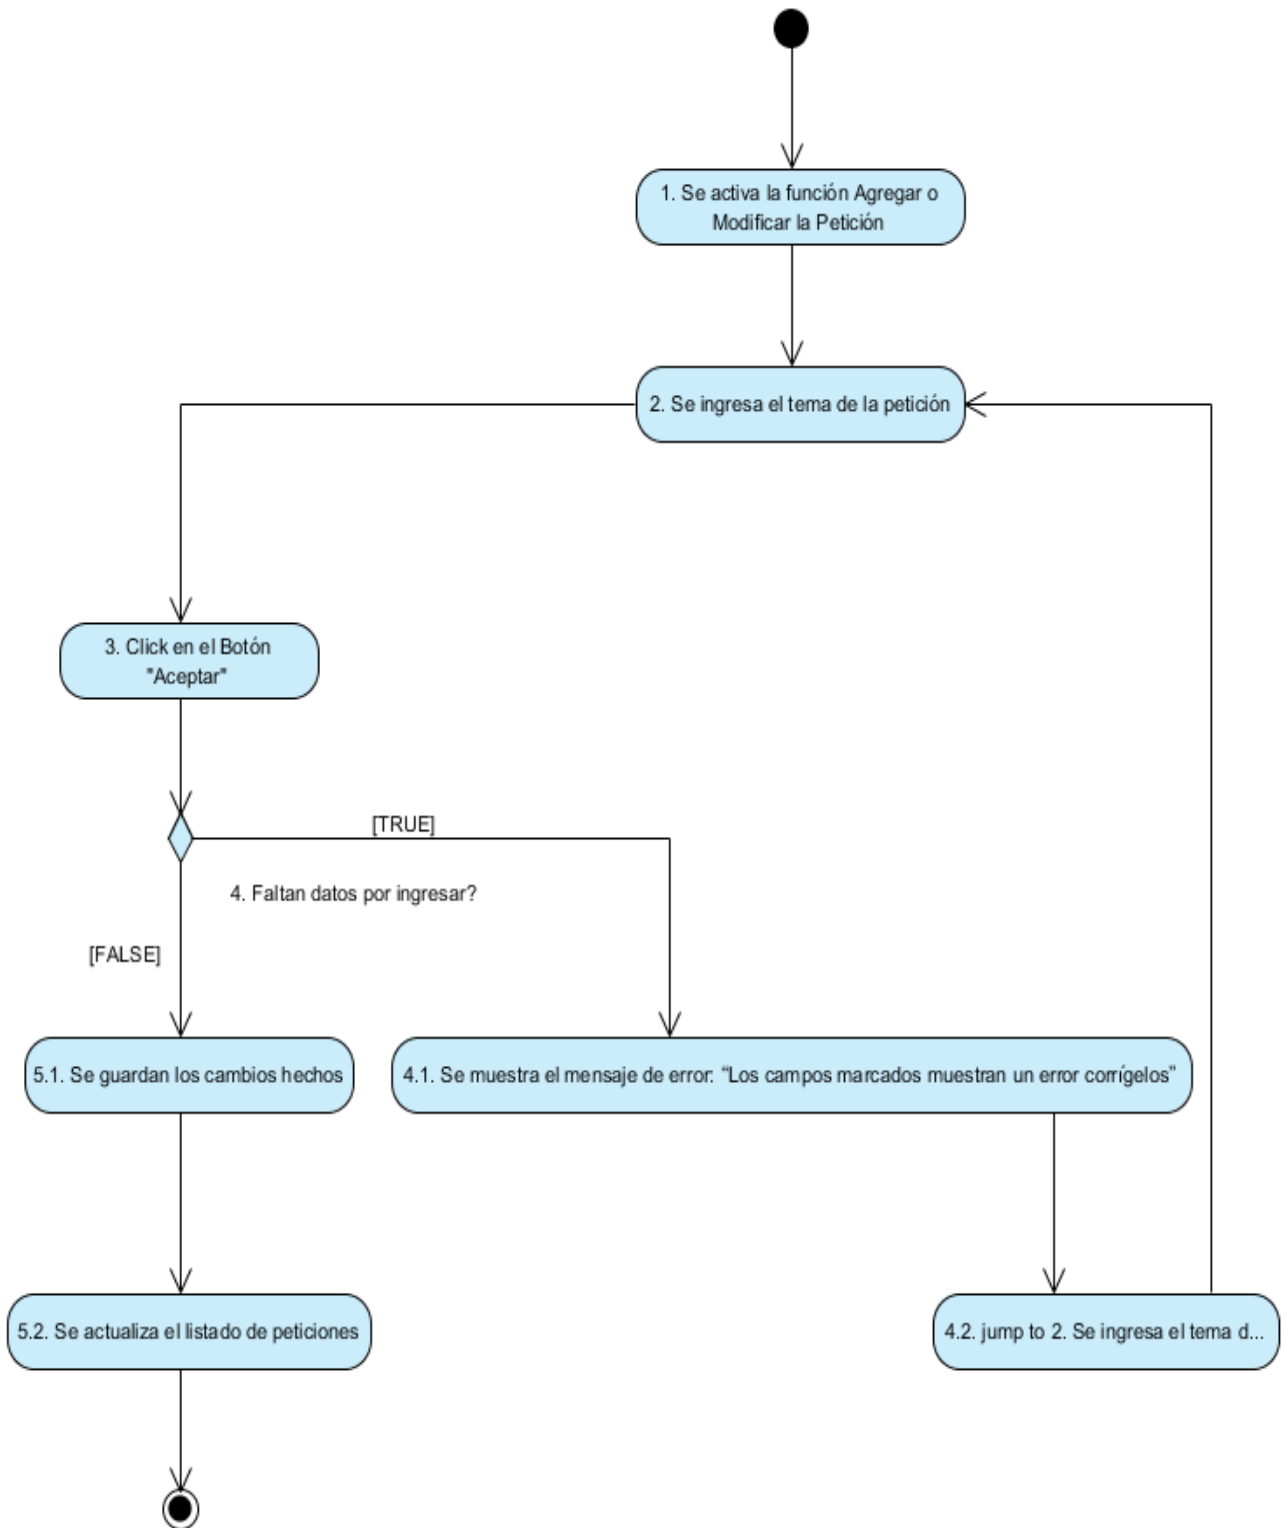 1. Se activa la función Agregar o
Modificar la Petición
2. Se ingresa el tema de la petición
3. Click en el Botón
"Aceptar"
[TRUE]
4. Faltan datos por ingresar?
[FALSE]
5.1. Se guardan los cambios hechos
4.1. Se muestra el mensaje de error: “Los campos marcados muestran un error corrígelos”
5.2. Se actualiza el listado de peticiones
4.2. jump to 2. Se ingresa el tema d...